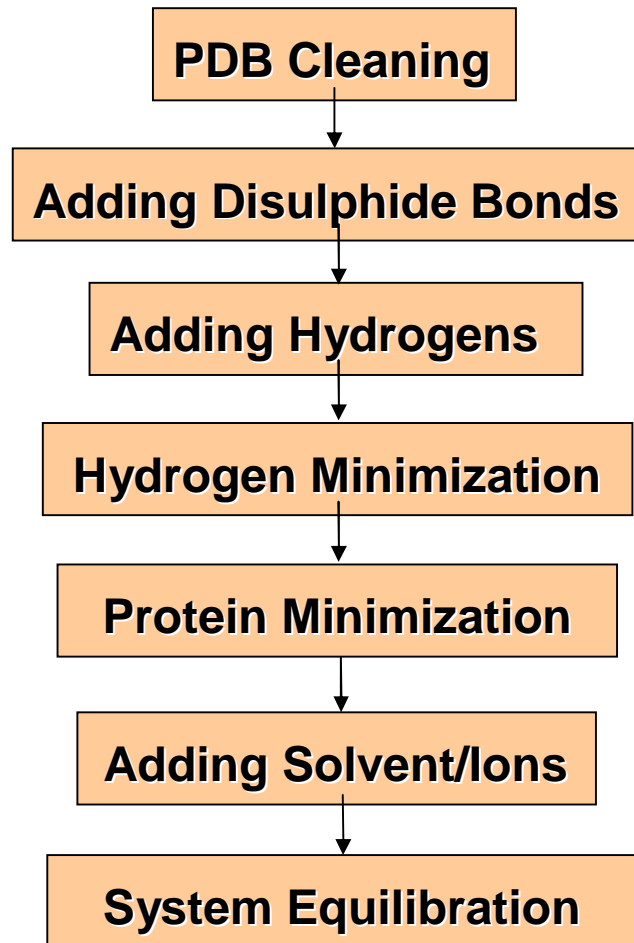 PDB Cleaning
Adding Disulphide Bonds
Adding Hydrogens
Hydrogen Minimization
Protein Minimization
Adding Solvent/Ions
System Equilibration